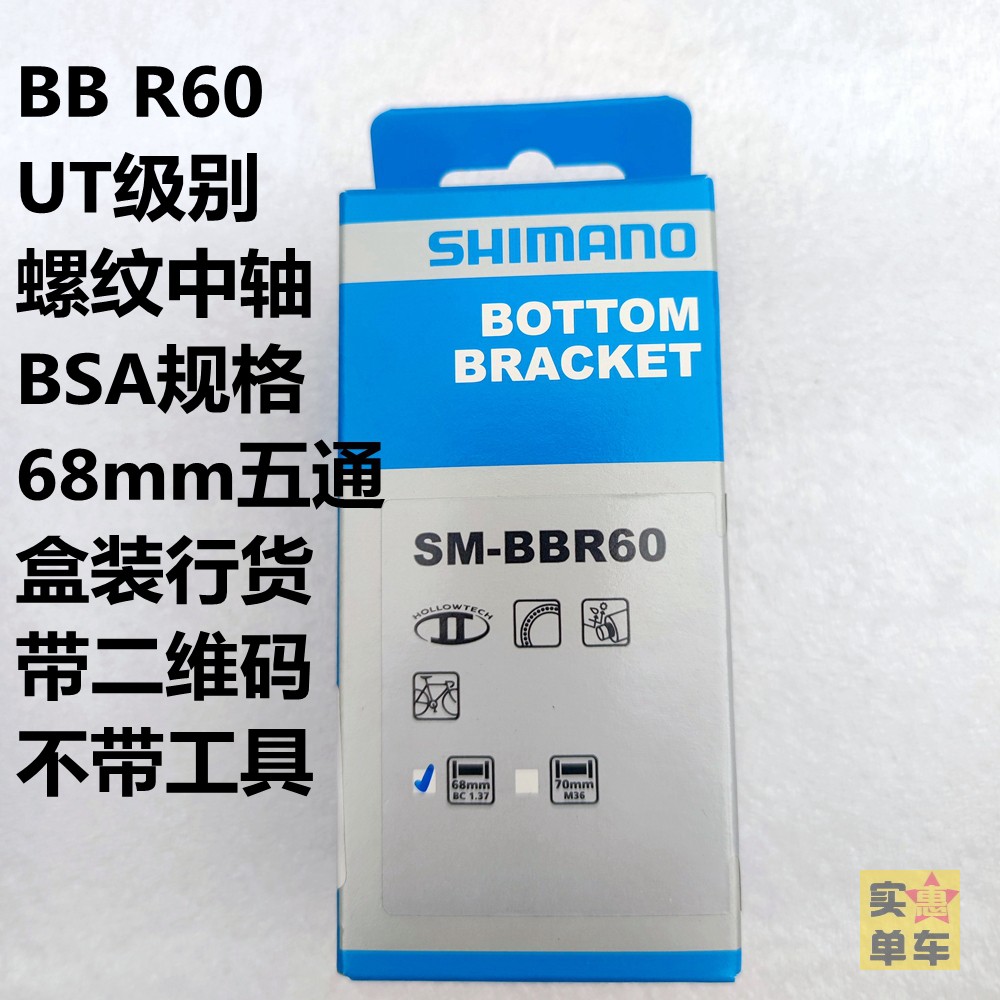 BB R60
UT级别
螺纹中轴
BSA规格
68mm五通
盒装行货
带二维码
不带工具
SHIMANO
BOTTOM
BRACKET
SM-BBR60
HOLLOWTECH
II
68mm
BC 1.37
70mm
M36
实惠
单车